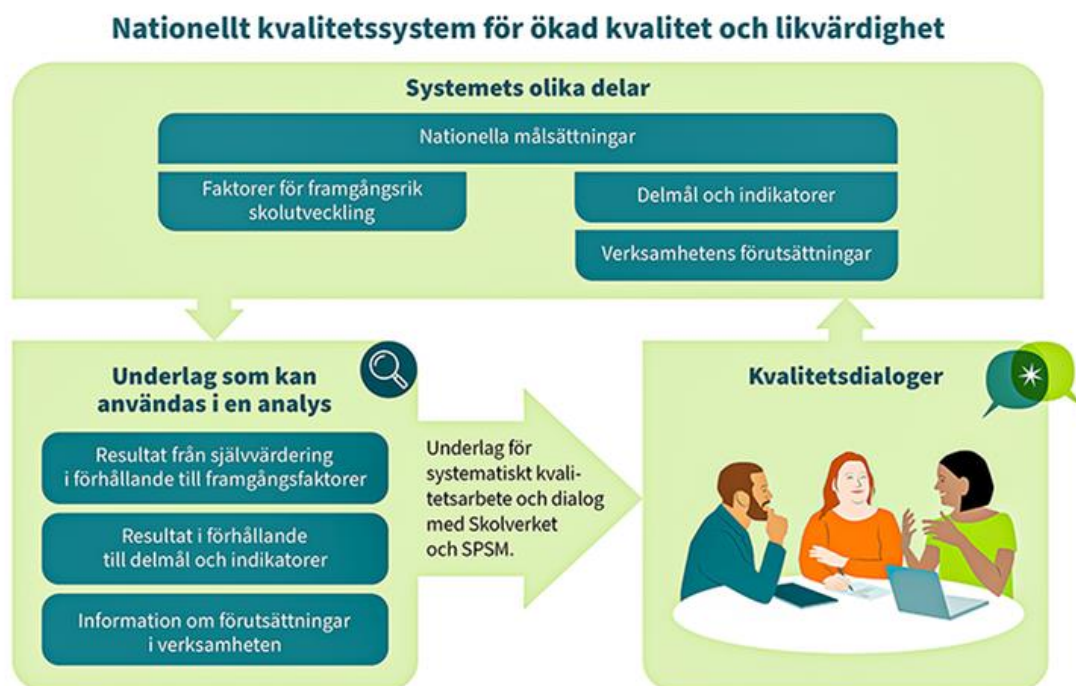 Nationellt kvalitetssystem för ökad kvalitet och likvärdighet
Systemets olika delar
Nationella målsättningar
Faktorer för framgångsrik
skolutveckling
Delmål och indikatorer
Verksamhetens förutsättningar
Underlag som kan
användas i en analys
Resultat från självvärdering
i förhållande till framgångsfaktorer
Resultat i förhållande
till delmål och indikatorer
Information om förutsättningar
i verksamheten
Underlag för
systematiskt kvali-
tetsarbete och dialog
med Skolverket
och SPSM.
Kvalitetsdialoger